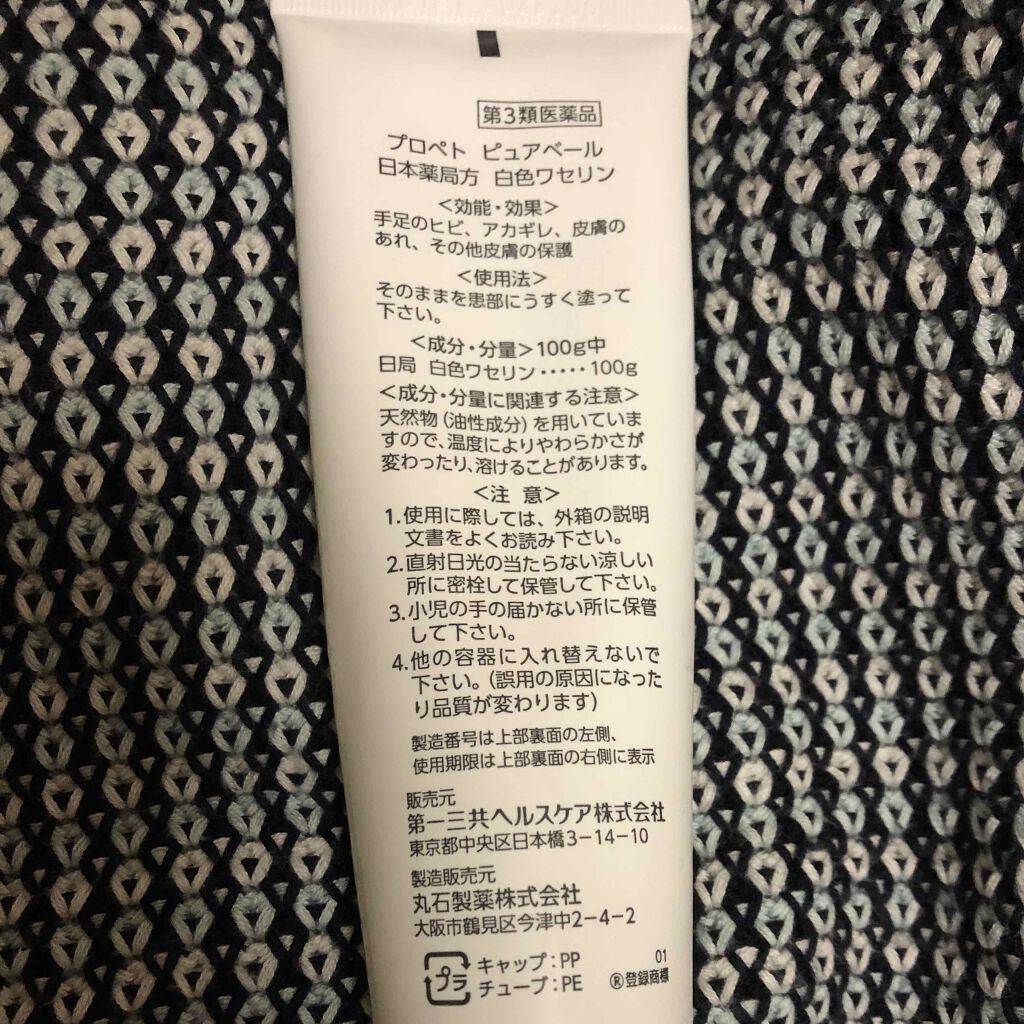 第3類医薬品
プロペト ピュアベール
日本薬局方 白色ワセリン
<効能・効果>
手足のヒビ、アカギレ、皮膚の
あれ、その他皮膚の保護
<使用法>
そのままを患部にうすく塗って
下さい。
<成分・分量>100g中
日局 白色ワセリン・・・・・100g
<成分・分量に関連する注意>
天然物(油性成分)を用いていま
すので、温度によりやわらかさが
変わったり、溶けることがあります。
<注 意>
1.使用に際しては、外箱の説明
文書をよくお読み下さい。
2.直射日光の当たらない涼しい
所に密栓して保管して下さい。
3.小児の手の届かない所に保管
して下さい。
4.他の容器に入れ替えないで
下さい。(誤用の原因になった
り品質が変わります)
製造番号は上部裏面の左側、
使用期限は上部裏面の右側に表示
販売元
第一三共ヘルスケア株式会社
東京都中央区日本橋3-14-10
製造販売元
丸石製薬株式会社
大阪市鶴見区今津中2-4-2
プラ
キャップ:PP
チューブ:PE
01
®登録商標